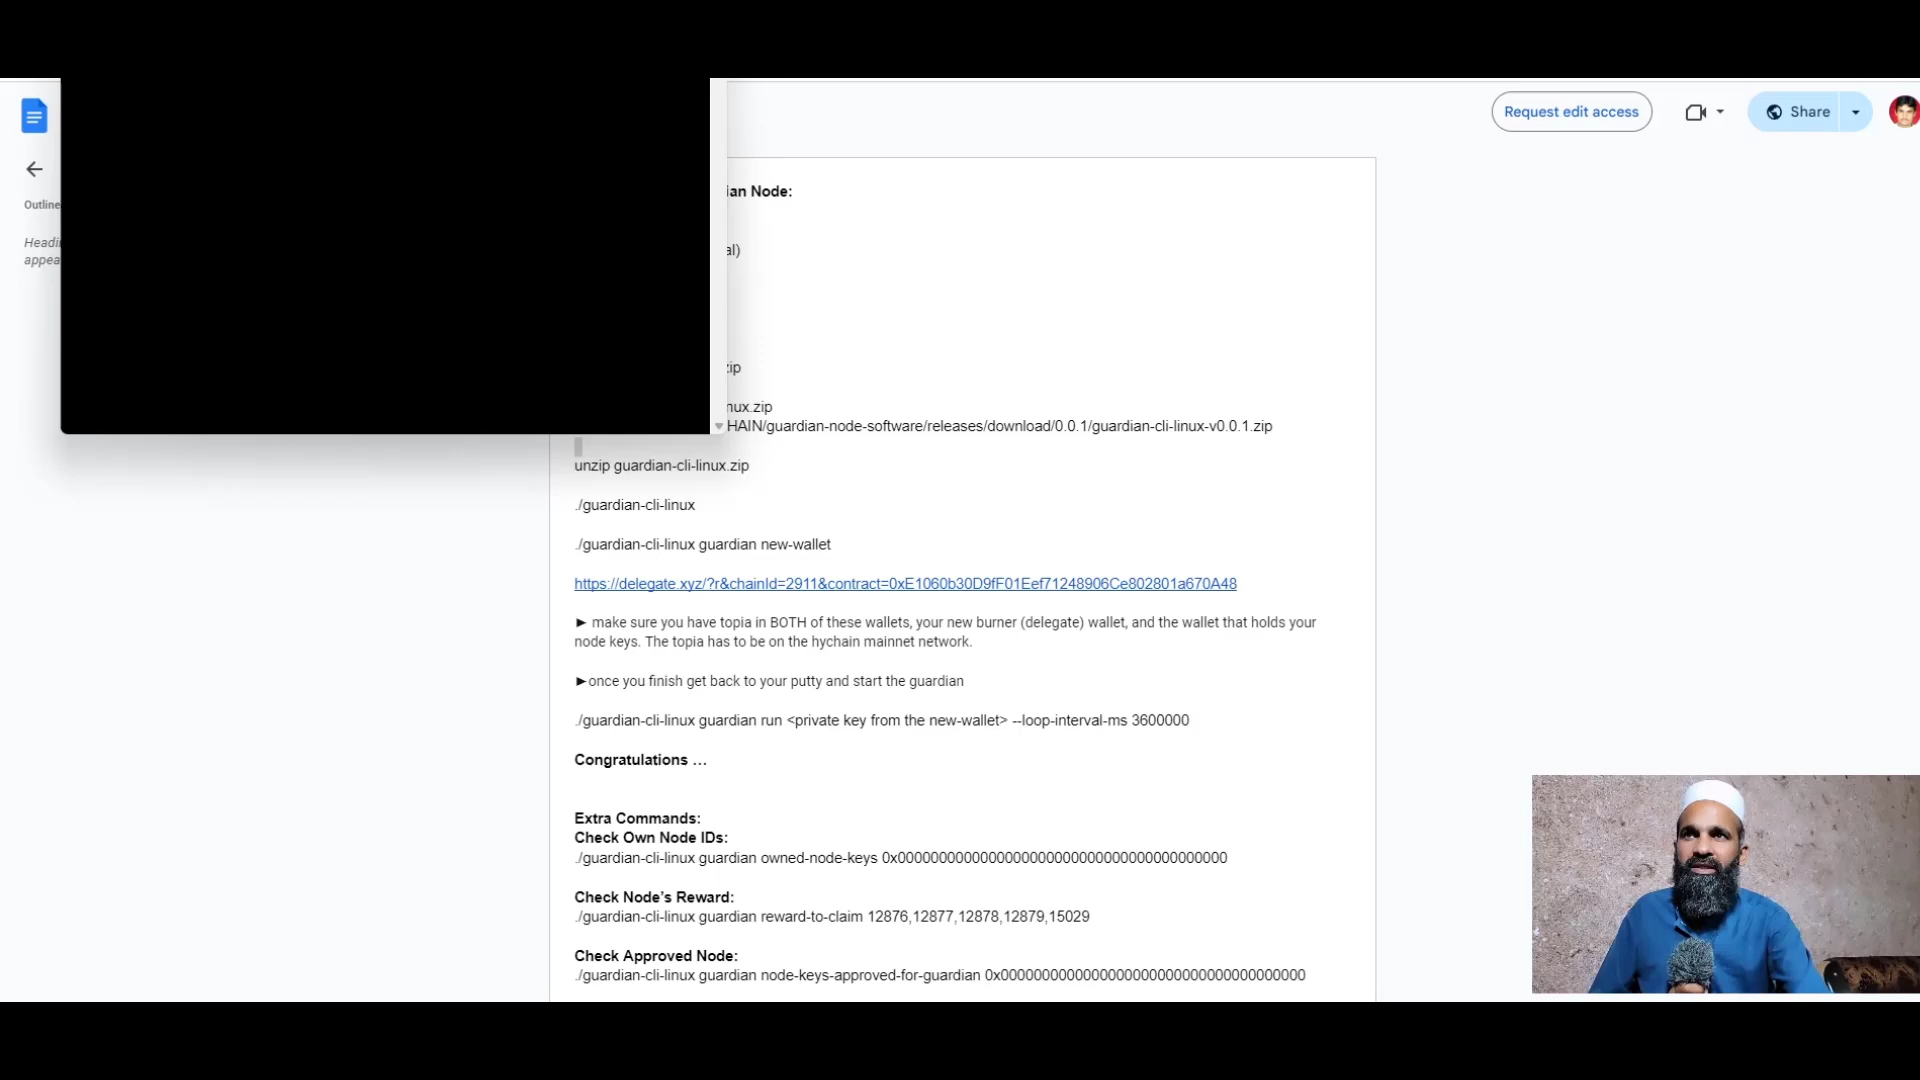 Request edit access
Share
Outline
ian Node:
al)
zip
nux.zip
HAIN/guardian-node-software/releases/download/0.0.1/guardian-cli-linux-v0.0.1.zip
unzip guardian-cli-linux.zip
./guardian-cli-linux
./guardian-cli-linux guardian new-wallet
https://delegate.xyz/?r&chainId=2911&contract=0xE1060b30D9fF01Eef71248906Ce802801a670A48
► make sure you have topia in BOTH of these wallets, your new burner (delegate) wallet, and the wallet that holds your
node keys. The topia has to be on the hychain mainnet network.
►once you finish get back to your putty and start the guardian
./guardian-cli-linux guardian run <private key from the new-wallet> --loop-interval-ms 3600000
Congratulations …
Extra Commands:
Check Own Node IDs:
./guardian-cli-linux guardian owned-node-keys 0x0000000000000000000000000000000000000000
Check Node’s Reward:
./guardian-cli-linux guardian reward-to-claim 12876,12877,12878,12879,15029
Check Approved Node:
./guardian-cli-linux guardian node-keys-approved-for-guardian 0x000000000000000000000000000000000000000